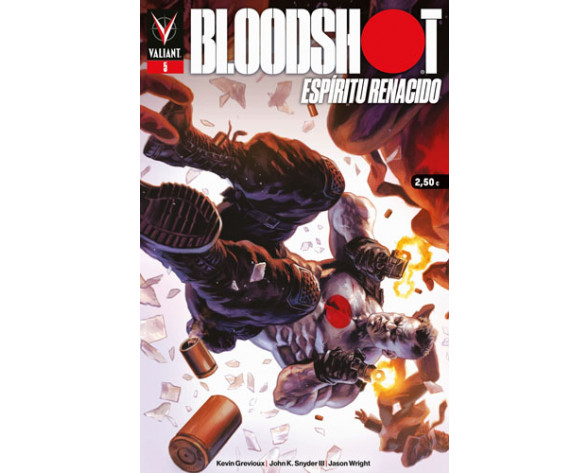 VALIANT
5
BLOODSHOT
ESPÍRITU RENACIDO
2,50 €
Kevin Grevioux | John K. Snyder III | Jason Wright